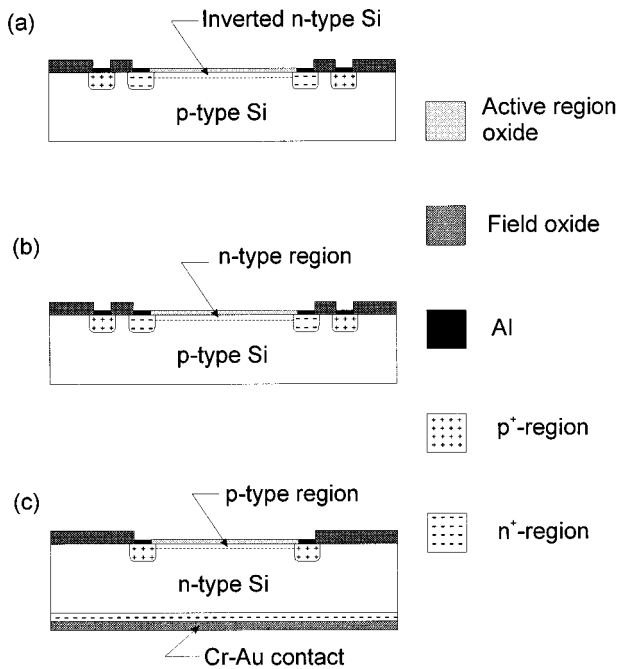 (a)
Inverted n-type Si
p-type Si
(b)
n-type region
p-type Si
(c)
p-type region
n-type Si
Cr-Au contact
Active region
oxide
Field oxide
Al
p⁺-region
n⁺-region